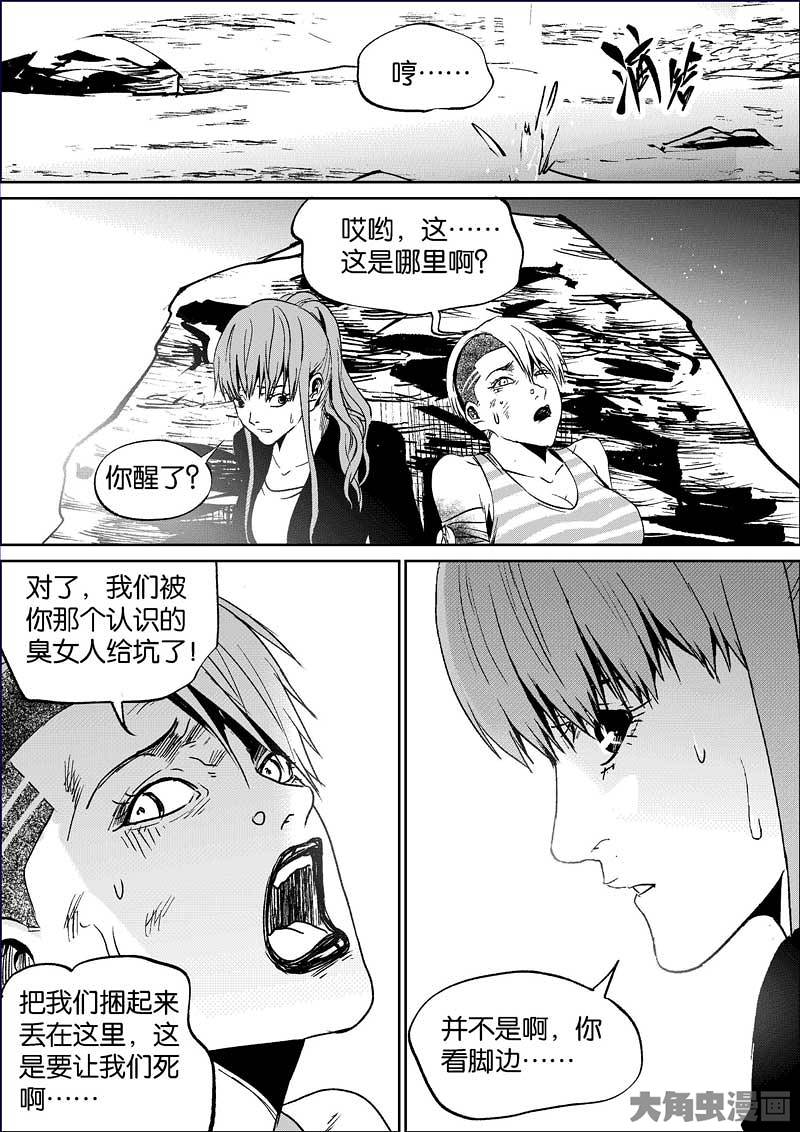 哼……
滴答
哎哟，这……
这是哪里啊？
你醒了？
对了，我们被
你那个认识的
臭女人给坑了！
把我们捆起来
丢在这里，这
是要让我们死
啊……
并不是啊，你
看脚边……
大角虫漫画